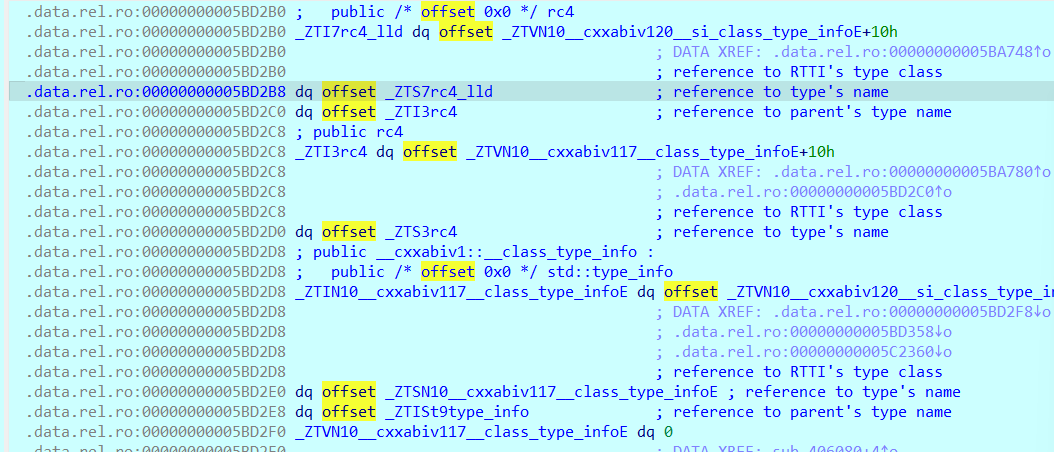 .data.rel.ro:00000000005BD2B0 ;   public /* offset 0x0 */ rc4
.data.rel.ro:00000000005BD2B0 _ZTI7rc4_lld dq offset _ZTVN10__cxxabiv120__si_class_type_infoE+10h
.data.rel.ro:00000000005BD2B0 ; DATA XREF: .data.rel.ro:00000000005BA748↑o
.data.rel.ro:00000000005BD2B0 ; reference to RTTI's type class
.data.rel.ro:00000000005BD2B8 dq offset _ZTS7rc4_lld ; reference to type's name
.data.rel.ro:00000000005BD2C0 dq offset _ZTI3rc4 ; reference to parent's type name
.data.rel.ro:00000000005BD2C8 ; public rc4
.data.rel.ro:00000000005BD2C8 _ZTI3rc4 dq offset _ZTVN10__cxxabiv117__class_type_infoE+10h
.data.rel.ro:00000000005BD2C8 ; DATA XREF: .data.rel.ro:00000000005BA780↑o
.data.rel.ro:00000000005BD2C8 ; .data.rel.ro:00000000005BD2C0↑o
.data.rel.ro:00000000005BD2C8 ; reference to RTTI's type class
.data.rel.ro:00000000005BD2D0 dq offset _ZTS3rc4 ; reference to type's name
.data.rel.ro:00000000005BD2D8 ; public __cxxabiv1::__class_type_info :
.data.rel.ro:00000000005BD2D8 ;   public /* offset 0x0 */ std::type_info
.data.rel.ro:00000000005BD2D8 _ZTIN10__cxxabiv117__class_type_infoE dq offset _ZTVN10__cxxabiv120__si_class_type_in
.data.rel.ro:00000000005BD2D8 ; DATA XREF: .data.rel.ro:00000000005BD2F8↓o
.data.rel.ro:00000000005BD2D8 ; .data.rel.ro:00000000005BD358↓o
.data.rel.ro:00000000005BD2D8 ; .data.rel.ro:00000000005C2360↓o
.data.rel.ro:00000000005BD2D8 ; reference to RTTI's type class
.data.rel.ro:00000000005BD2E0 dq offset _ZTSN10__cxxabiv117__class_type_infoE ; reference to type's name
.data.rel.ro:00000000005BD2E8 dq offset _ZTISt9type_info ; reference to parent's type name
.data.rel.ro:00000000005BD2F0 _ZTVN10__cxxabiv117__class_type_infoE dq 0
.data.rel.ro:00000000005BD2F0 ; DATA XREF: sub_406080+4↑o